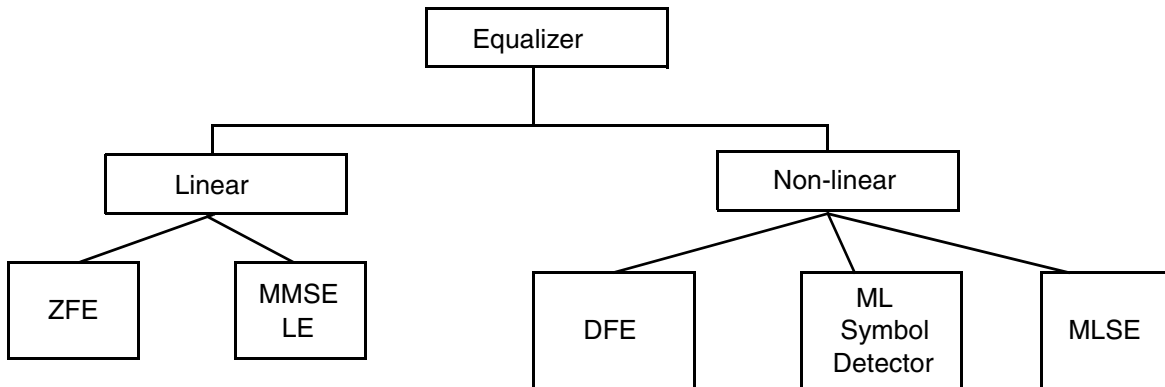 Equalizer
Linear
Non-linear
ZFE
MMSE
LE
DFE
ML
Symbol
Detector
MLSE